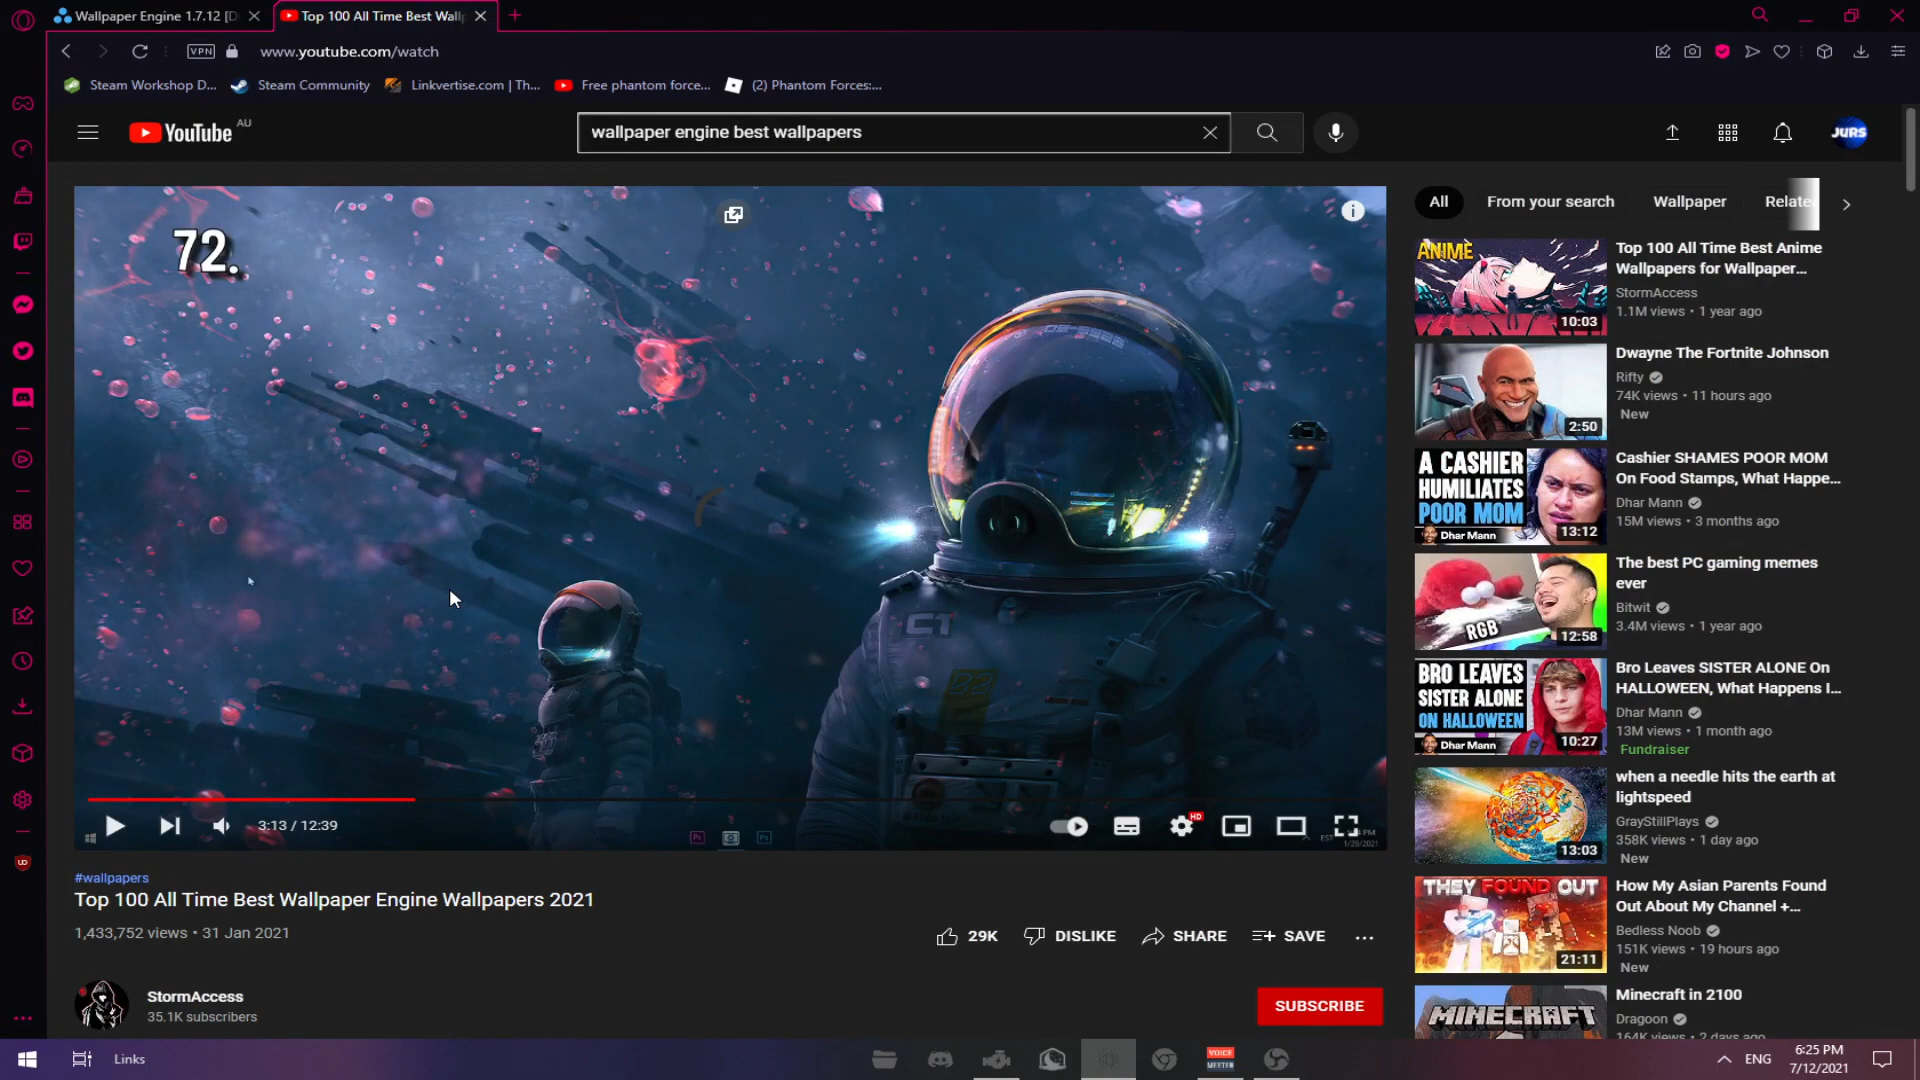 Wallpaper Engine 1.7.12 [D
Top 100 All Time Best Wallp
VPN
www.youtube.com/watch
Steam Workshop D...
Steam Community
Linkvertise.com | Th...
Free phantom force...
(2) Phantom Forces:...
YouTube AU
wallpaper engine best wallpapers
JURS
72.
CT
3:13 / 12:39
HD
1/29/2021
#wallpapers
Top 100 All Time Best Wallpaper Engine Wallpapers 2021
1,433,752 views • 31 Jan 2021
29K
DISLIKE
SHARE
SAVE
StormAccess
35.1K subscribers
SUBSCRIBE
All
From your search
Wallpaper
Relate
ANIME
10:03
Top 100 All Time Best Anime
Wallpapers for Wallpaper...
StormAccess
1.1M views • 1 year ago
2:50
Dwayne The Fortnite Johnson
Rifty
74K views • 11 hours ago
New
A CASHIER
HUMILIATES
POOR MOM
Dhar Mann
13:12
Cashier SHAMES POOR MOM
On Food Stamps, What Happe...
Dhar Mann
15M views • 3 months ago
RGB
12:58
The best PC gaming memes
ever
Bitwit
3.4M views • 1 year ago
BRO LEAVES
SISTER ALONE
ON HALLOWEEN
Dhar Mann
10:27
Bro Leaves SISTER ALONE On
HALLOWEEN, What Happens I...
Dhar Mann
13M views • 1 month ago
Fundraiser
13:03
when a needle hits the earth at
lightspeed
GrayStillPlays
358K views • 1 day ago
New
THEY FOUND OUT
21:11
How My Asian Parents Found
Out About My Channel +...
Bedless Noob
151K views • 19 hours ago
New
MINECRAFT
Minecraft in 2100
Dragoon
164K views • 2 days ago
Links
VOICE
MEETER
ENG
6:25 PM
7/12/2021